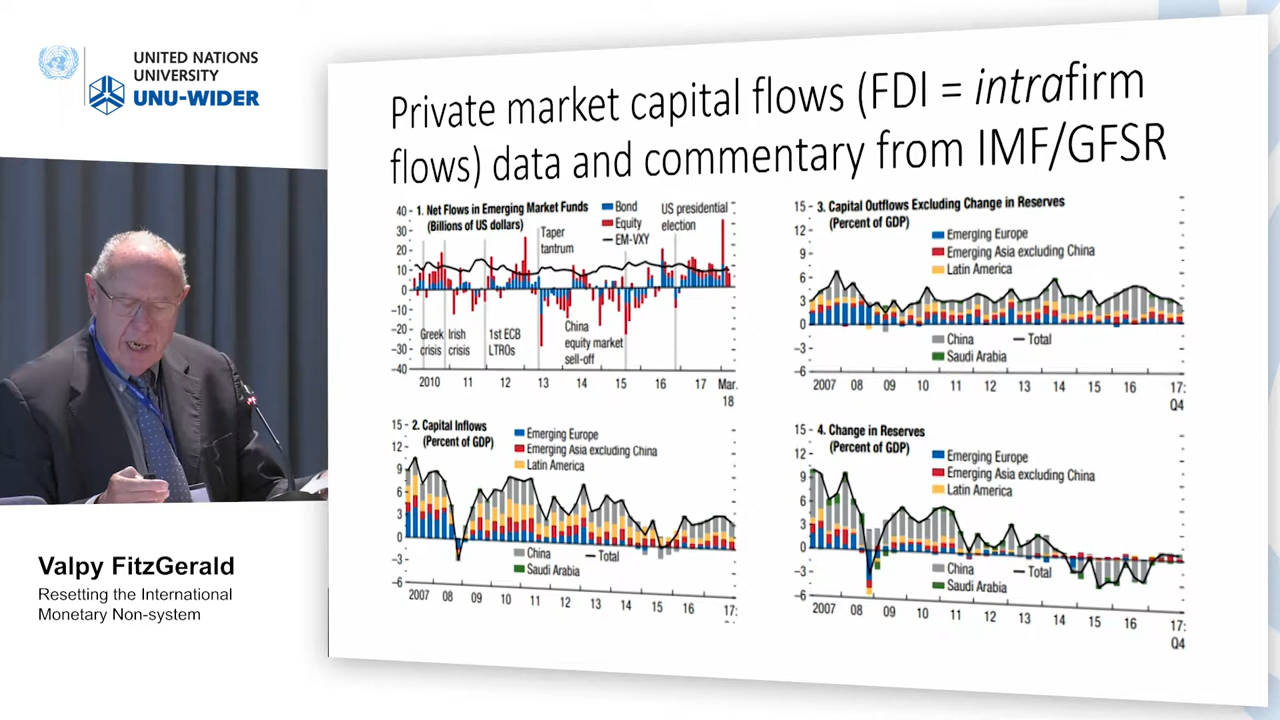 UNITED NATIONS
UNIVERSITY
UNU-WIDER
Private market capital flows (FDI = intrafirm
flows) data and commentary from IMF/GFSR
1. Net Flows in Emerging Market Funds
(Billions of US dollars)
Bond
Equity
EM-VXY
US presidential
election
Taper
tantrum
Greek
crisis
Irish
crisis
1st ECB
LTROs
China
equity market
sell-off
40
30
20
10
0
–10
–20
–30
–40
2010 11 12 13 14 15 16 17 Mar.
18
3. Capital Outflows Excluding Change in Reserves
(Percent of GDP)
Emerging Europe
Emerging Asia excluding China
Latin America
China
Total
Saudi Arabia
15
12
9
6
3
0
–3
–6
2007 08 09 10 11 12 13 14 15 16 17:
Q4
2. Capital Inflows
(Percent of GDP)
Emerging Europe
Emerging Asia excluding China
Latin America
China
Total
Saudi Arabia
15
12
9
6
3
0
–3
–6
2007 08 09 10 11 12 13 14 15 16 17:
4. Change in Reserves
(Percent of GDP)
Emerging Europe
Emerging Asia excluding China
Latin America
China
Total
Saudi Arabia
15
12
9
6
3
0
–3
–6
2007 08 09 10 11 12 13 14 15 16 17:
Q4
Valpy FitzGerald
Resetting the International
Monetary Non-system